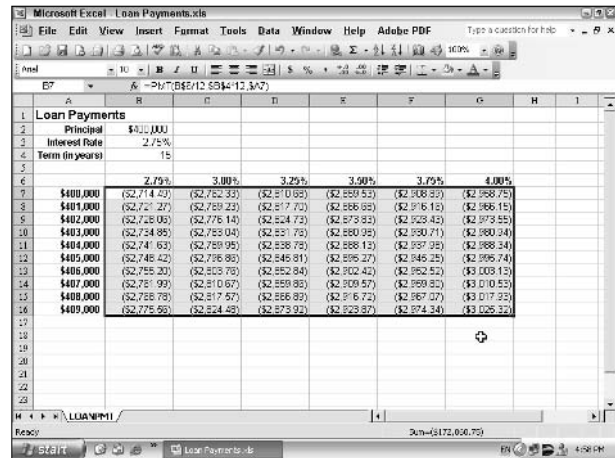 Microsoft Excel - Loan Payments.xls
File Edit View Insert Format Tools Data Window Help Adobe PDF Type a question for help
100%
Arial 10 B I U $ % ,
B7 fx =PMT(B$6/12,$B$4*12,$A7)
A B C D E F G H I
1 Loan Payments
2 Principal $400,000
3 Interest Rate 2.75%
4 Term (in years) 15
5
6 2.75% 3.00% 3.25% 3.50% 3.75% 4.00%
7 $400,000 ($2,714.49) ($2,762.33) ($2,810.68) ($2,859.53) ($2,908.89) ($2,958.75)
8 $401,000 ($2,721.27) ($2,769.23) ($2,817.70) ($2,866.68) ($2,916.16) ($2,966.15)
9 $402,000 ($2,728.06) ($2,776.14) ($2,824.73) ($2,873.83) ($2,923.43) ($2,973.55)
10 $403,000 ($2,734.85) ($2,783.04) ($2,831.76) ($2,880.98) ($2,930.71) ($2,980.94)
11 $404,000 ($2,741.63) ($2,789.95) ($2,838.78) ($2,888.13) ($2,937.98) ($2,988.34)
12 $405,000 ($2,748.42) ($2,796.86) ($2,845.81) ($2,895.27) ($2,945.25) ($2,995.74)
13 $406,000 ($2,755.20) ($2,803.76) ($2,852.84) ($2,902.42) ($2,952.52) ($3,003.13)
14 $407,000 ($2,761.99) ($2,810.67) ($2,859.86) ($2,909.57) ($2,959.80) ($3,010.53)
15 $408,000 ($2,768.78) ($2,817.57) ($2,866.89) ($2,916.72) ($2,967.07) ($3,017.93)
16 $409,000 ($2,775.56) ($2,824.48) ($2,873.92) ($2,923.87) ($2,974.34) ($3,025.32)
17
18
19
20
21
22
23
LOANPMT
Ready Sum=($172,068.75)
start Loan Payments.xls EN 4:58 PM